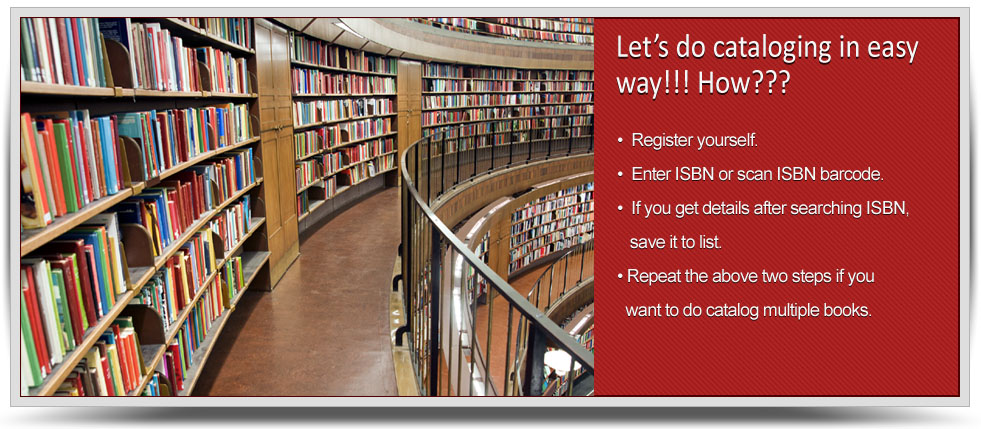 Let's do cataloging in easy
way!!! How???
• Register yourself.
• Enter ISBN or scan ISBN barcode.
• If you get details after searching ISBN,
save it to list.
• Repeat the above two steps if you
want to do catalog multiple books.